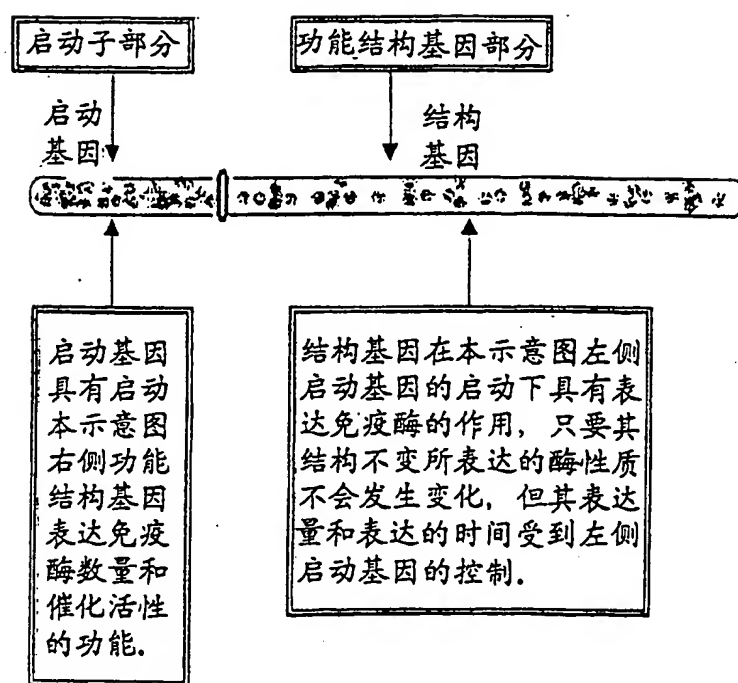 启动子部分
功能结构基因部分
启动
基因
结构
基因
启动基因
具有启动
本示意图
右侧功能
结构基因
表达免疫
酶数量和
催化活性
的功能.
结构基因在本示意图左侧
启动基因的启动下具有表
达免疫酶的作用，只要其
结构不变所表达的酶性质
不会发生变化，但其表达
量和表达的时间受到左侧
启动基因的控制.